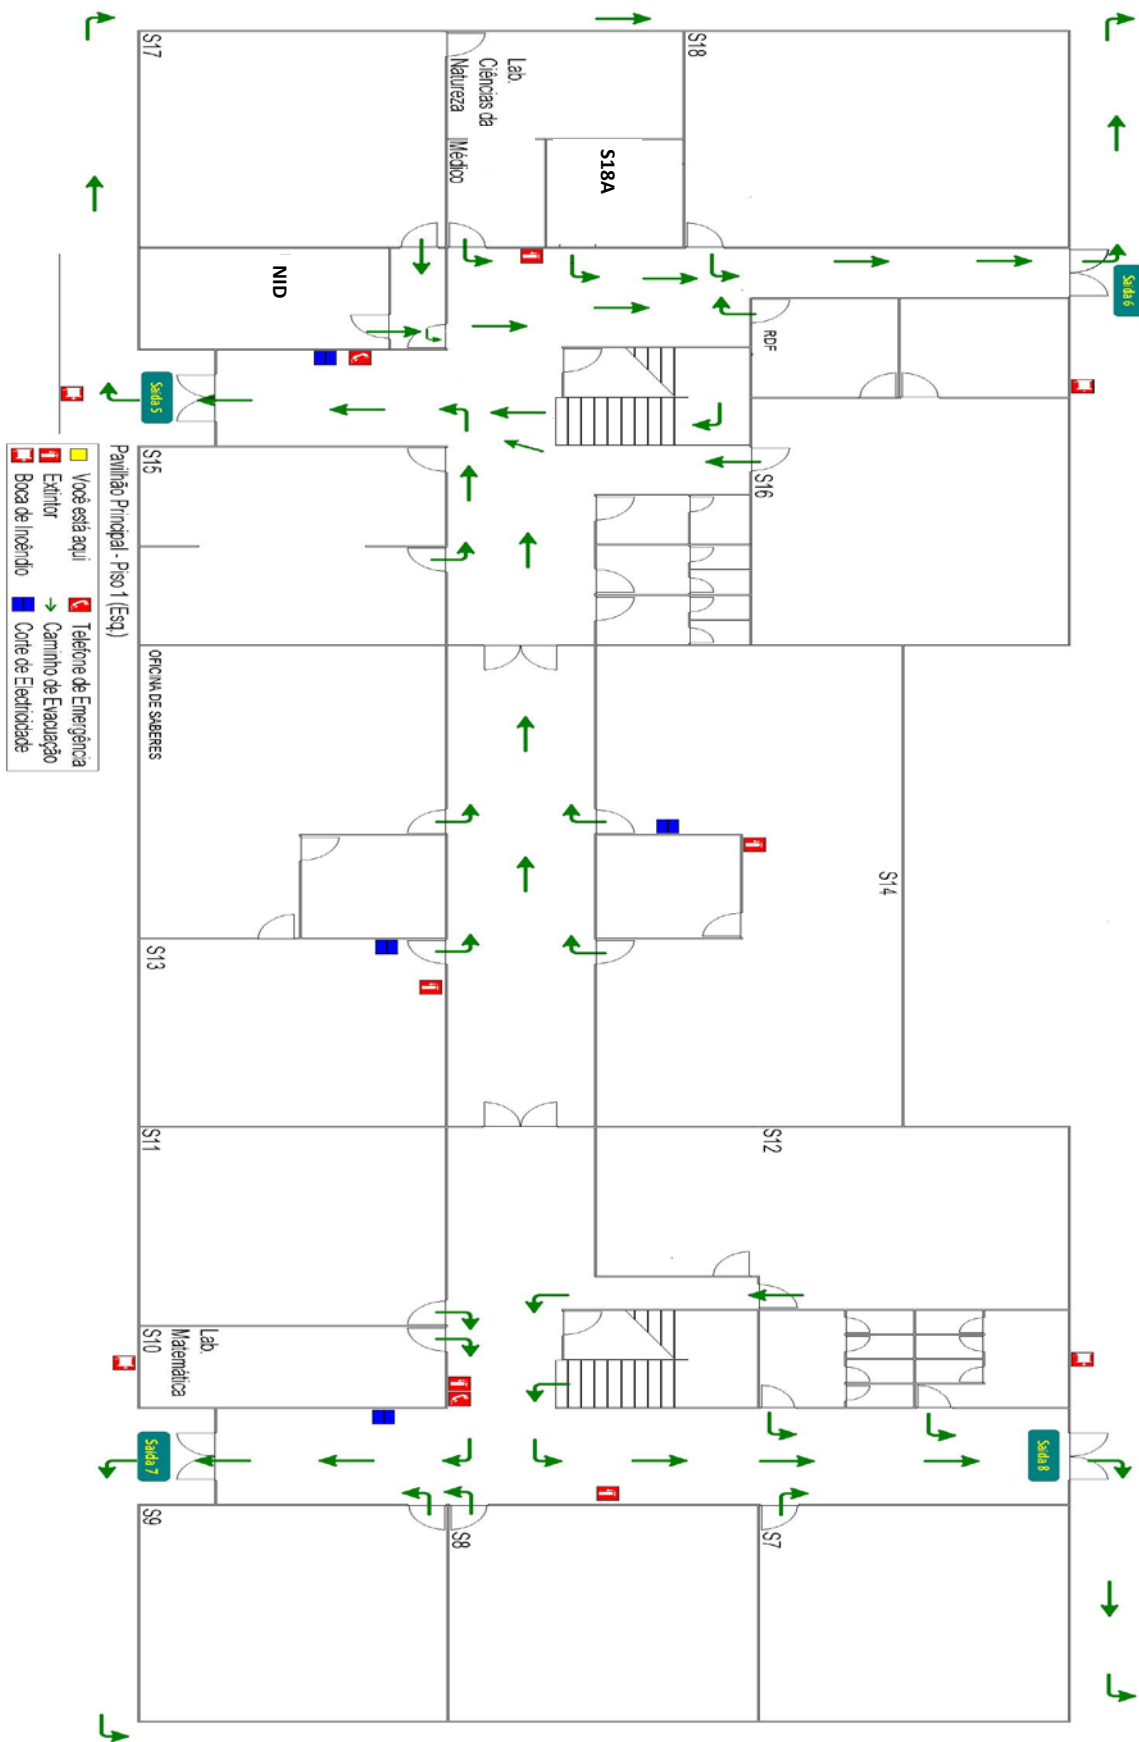 S17
Lab.
Ciências da
Natureza
Médico
S18A
S18
NID
Saída 6
RDF
Saída 5
S15
S16
OFICINA DE SABERES
S14
S13
S11
S12
S10
Lab.
Matemática
Saída 7
Saída 8
S9
S8
S7
Pavilhão Principal - Piso 1 (Esq.)
Você está aqui
Telefone de Emergência
Extintor
Caminho de Evacuação
Boca de Incêndio
Corte de Electricidade